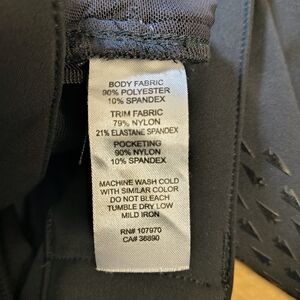 BODY FABRIC
90% POLYESTER
10% SPANDEX
TRIM FABRIC
79% NYLON
21% ELASTANE SPANDEX
POCKETING
90% NYLON
10% SPANDEX
MACHINE WASH COLD
WITH SIMILAR COLOR
DO NOT BLEACH
TUMBLE DRY LOW
MILD IRON
RN# 107970
CA# 36890